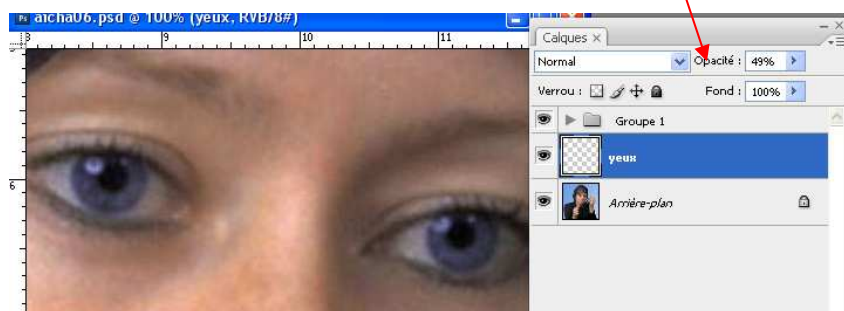 Ps aicha06.psd @ 100% (yeux, RVB/8#)
8 9 10 11
6
Calques ×
Normal Opacité : 49%
Verrou : Fond : 100%
Groupe 1
yeux
Arrière-plan